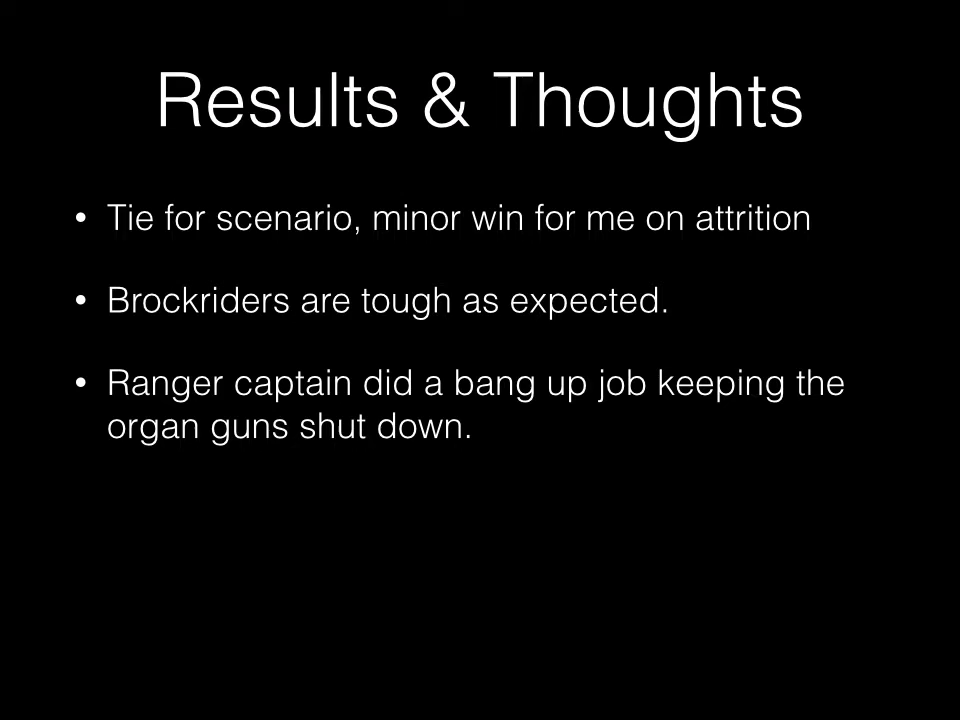 Results & Thoughts
• Tie for scenario, minor win for me on attrition
• Brockriders are tough as expected.
• Ranger captain did a bang up job keeping the
organ guns shut down.